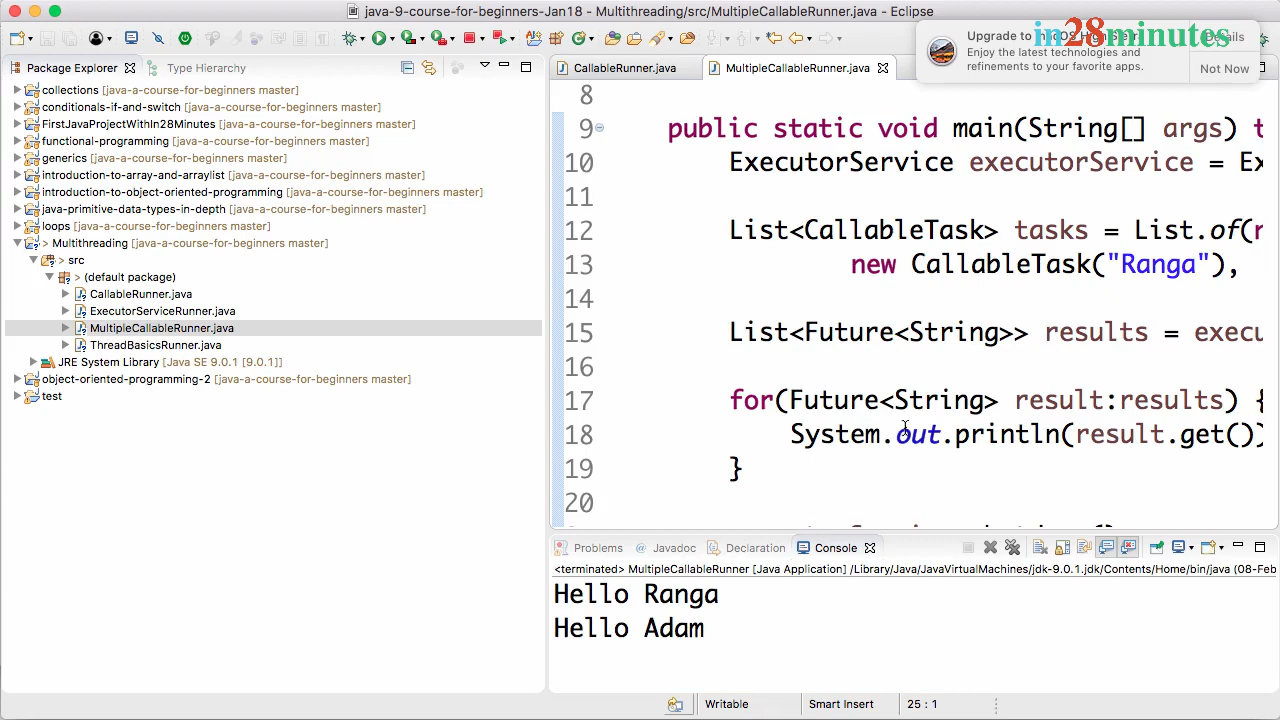 java-9-course-for-beginners-Jan18 - Multithreading/src/MultipleCallableRunner.java - Eclipse
in28minutes
Upgrade to
Enjoy the latest technologies and
refinements to your favorite apps.
Details
Not Now
Package Explorer
Type Hierarchy
collections [java-a-course-for-beginners master]
conditionals-if-and-switch [java-a-course-for-beginners master]
FirstJavaProjectWithIn28Minutes [java-a-course-for-beginners master]
functional-programming [java-a-course-for-beginners master]
generics [java-a-course-for-beginners master]
introduction-to-array-and-arraylist [java-a-course-for-beginners master]
introduction-to-object-oriented-programming [java-a-course-for-beginners master]
java-primitive-data-types-in-depth [java-a-course-for-beginners master]
loops [java-a-course-for-beginners master]
> Multithreading [java-a-course-for-beginners master]
> src
> (default package)
CallableRunner.java
ExecutorServiceRunner.java
MultipleCallableRunner.java
ThreadBasicsRunner.java
JRE System Library [Java SE 9.0.1 [9.0.1]]
object-oriented-programming-2 [java-a-course-for-beginners master]
test
CallableRunner.java
MultipleCallableRunner.java
8
9 public static void main(String[] args) t
10 ExecutorService executorService = Ex
11
12 List<CallableTask> tasks = List.of(n
13 new CallableTask("Ranga"),
14
15 List<Future<String>> results = execu
16
17 for(Future<String> result:results) {
18 System.out.println(result.get())
19 }
20
Problems
@ Javadoc
Declaration
Console
<terminated> MultipleCallableRunner [Java Application] /Library/Java/JavaVirtualMachines/jdk-9.0.1.jdk/Contents/Home/bin/java (08-Feb
Hello Ranga
Hello Adam
Writable
Smart Insert
25 : 1